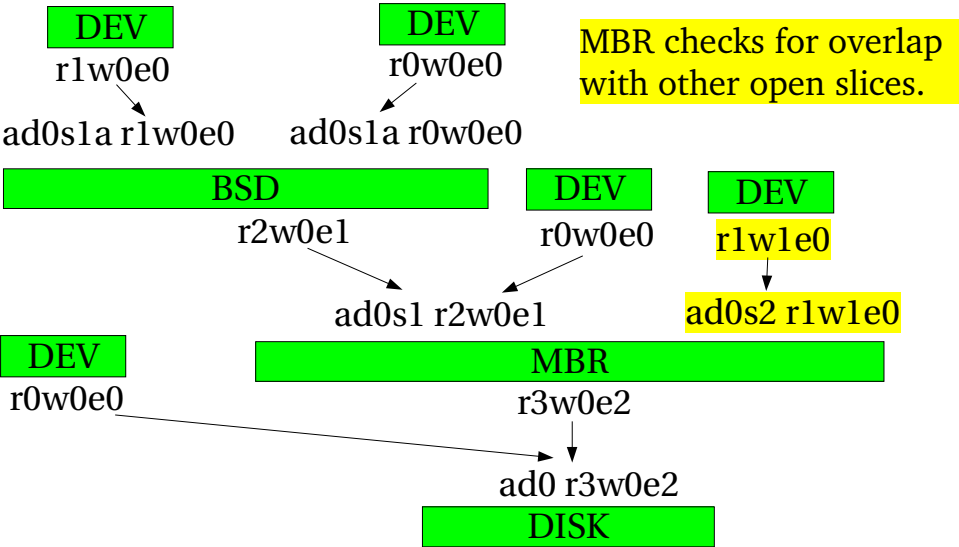 DEV
DEV
MBR checks for overlap
with other open slices.
r1w0e0
r0w0e0
ad0s1a r1w0e0
ad0s1a r0w0e0
BSD
DEV
DEV
r2w0e1
r0w0e0
r1w1e0
ad0s1 r2w0e1
ad0s2 r1w1e0
DEV
MBR
r0w0e0
r3w0e2
ad0 r3w0e2
DISK